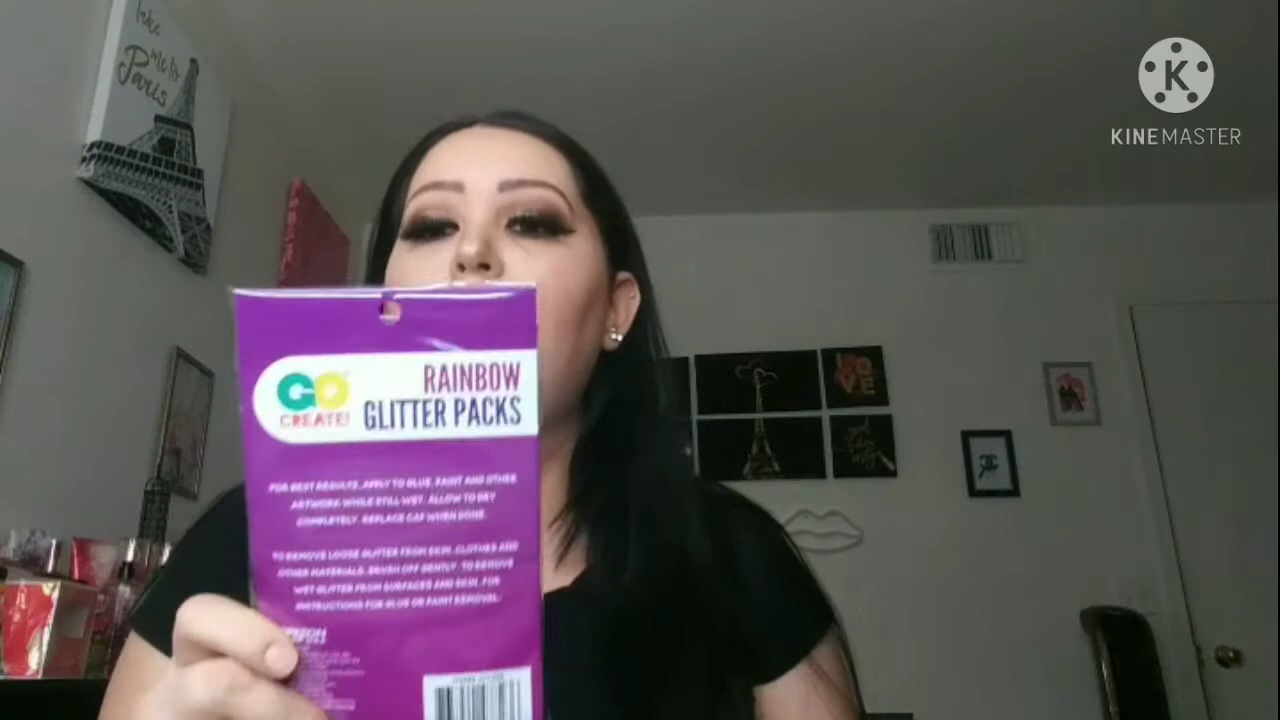 Take
me to
Paris
K
KINEMASTER
LOVE
GO
CREATE!
RAINBOW
GLITTER PACKS
FOR BEST RESULTS, APPLY TO GLUE, PAINT AND OTHER
ARTWORK WHILE STILL WET. ALLOW TO DRY
COMPLETELY. REPLACE CAP WHEN DONE.
TO REMOVE LOOSE GLITTER FROM SKIN, CLOTHES AND
OTHER MATERIALS, BRUSH OFF GENTLY. TO REMOVE
WET GLITTER FROM SURFACES AND SKIN, FOR
INSTRUCTIONS FOR GLUE OR PAINT REMOVAL.